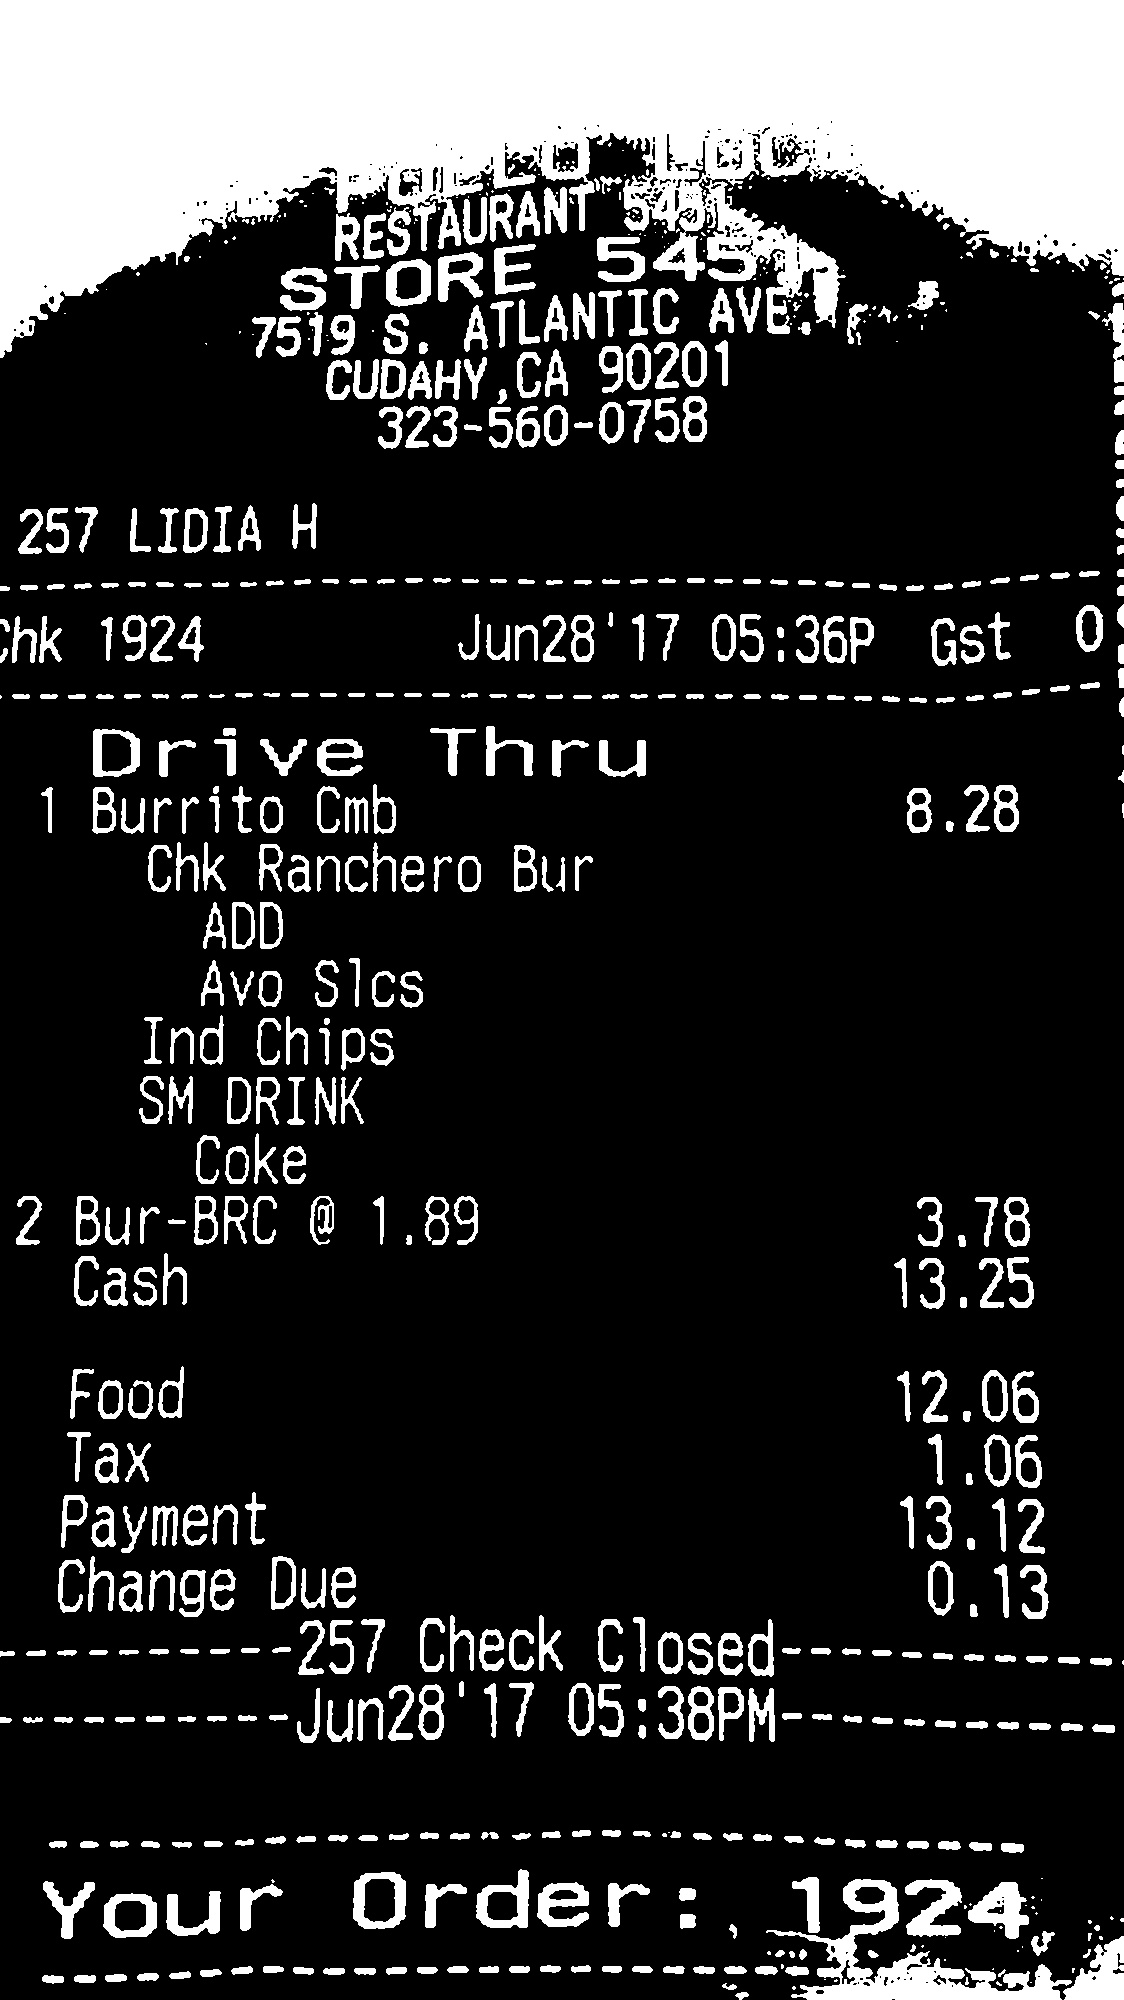 POLLO LOCO
RESTAURANT 5451
STORE 5451
7519 S. ATLANTIC AVE.
CUDAHY,CA 90201
323-560-0758
257 LIDIA H
Chk 1924 Jun28'17 05:36P Gst 0
Drive Thru
1 Burrito Cmb 8.28
Chk Ranchero Bur
ADD
Avo Slcs
Ind Chips
SM DRINK
Coke
2 Bur-BRC @ 1.89 3.78
Cash 13.25
Food 12.06
Tax 1.06
Payment 13.12
Change Due 0.13
----------257 Check Closed------------
----------Jun28'17 05:38PM------------
Your Order: 1924